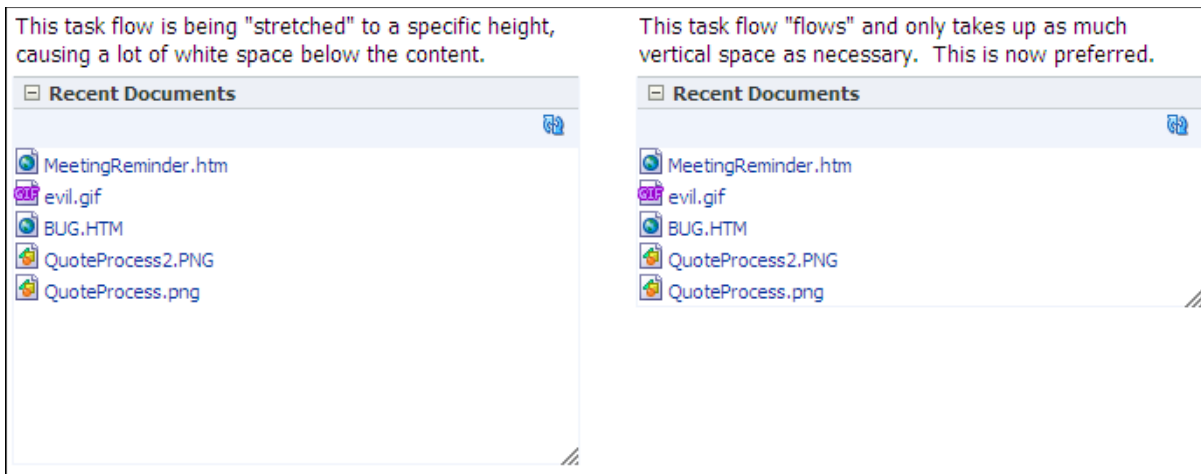 This task flow is being "stretched" to a specific height,
causing a lot of white space below the content.
Recent Documents
MeetingReminder.htm
GIF evil.gif
BUG.HTM
QuoteProcess2.PNG
QuoteProcess.png
This task flow "flows" and only takes up as much
vertical space as necessary.  This is now preferred.
Recent Documents
MeetingReminder.htm
GIF evil.gif
BUG.HTM
QuoteProcess2.PNG
QuoteProcess.png